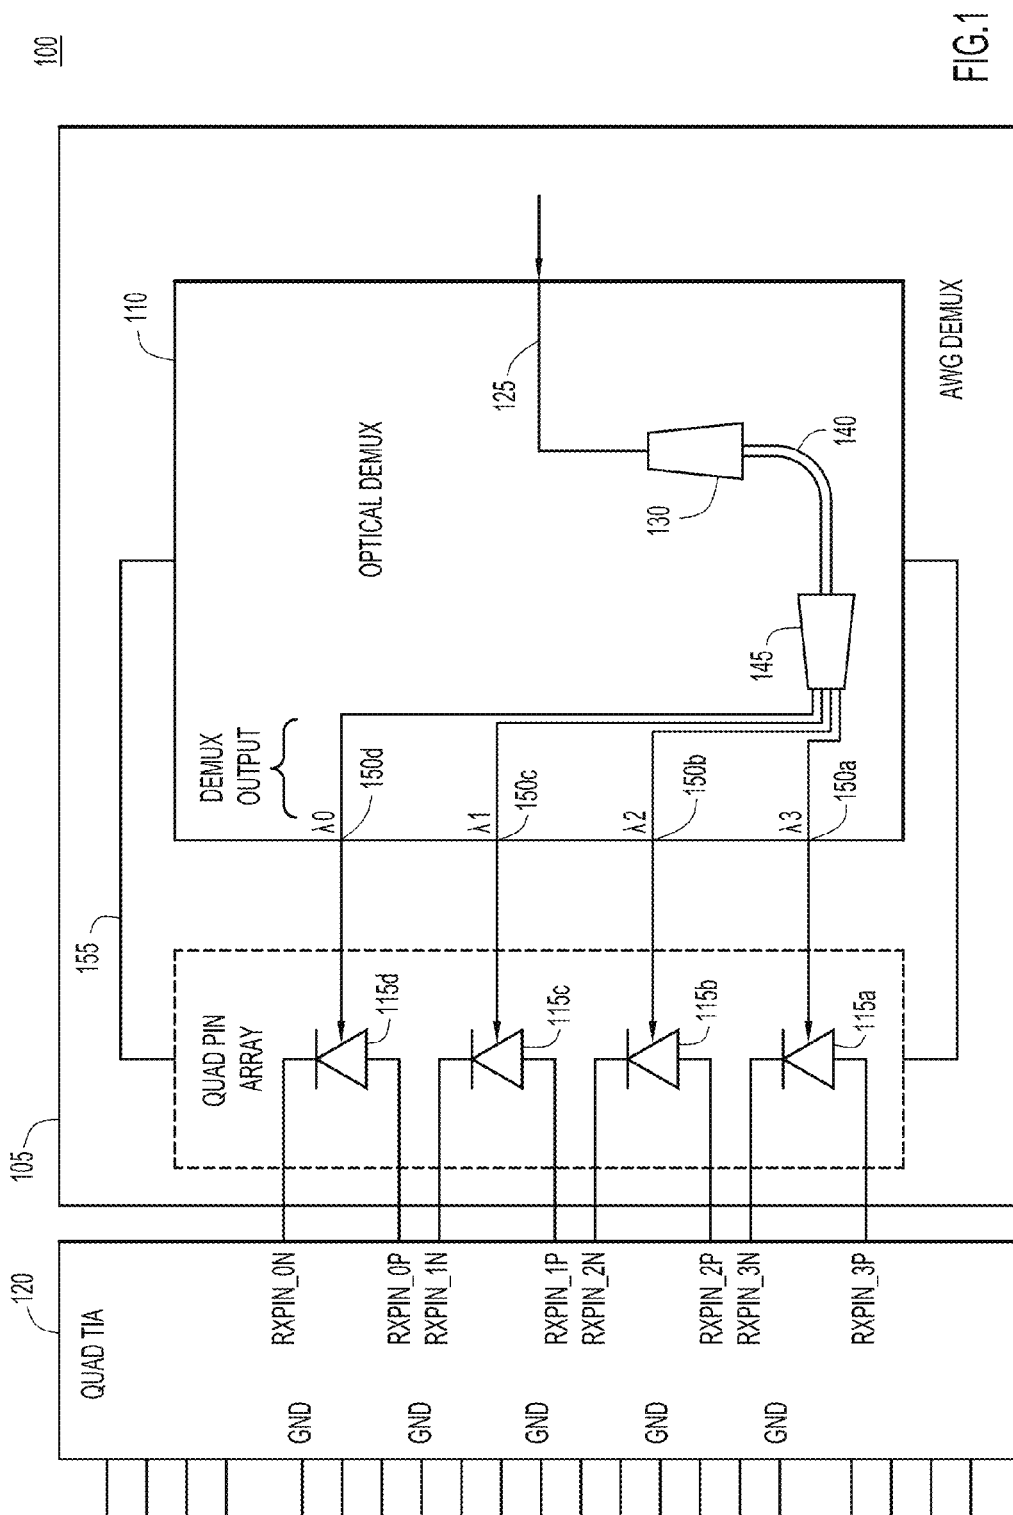 100
FIG.1
105
110
AWG DEMUX
OPTICAL DEMUX
125
130
140
145
DEMUX
OUTPUT
150d
150c
150b
150a
λ0
λ1
λ2
λ3
155
QUAD PIN
ARRAY
115d
115c
115b
115a
120
QUAD TIA
RXPIN_0N
RXPIN_0P
RXPIN_1N
RXPIN_1P
RXPIN_2N
RXPIN_2P
RXPIN_3N
RXPIN_3P
GND
GND
GND
GND
GND